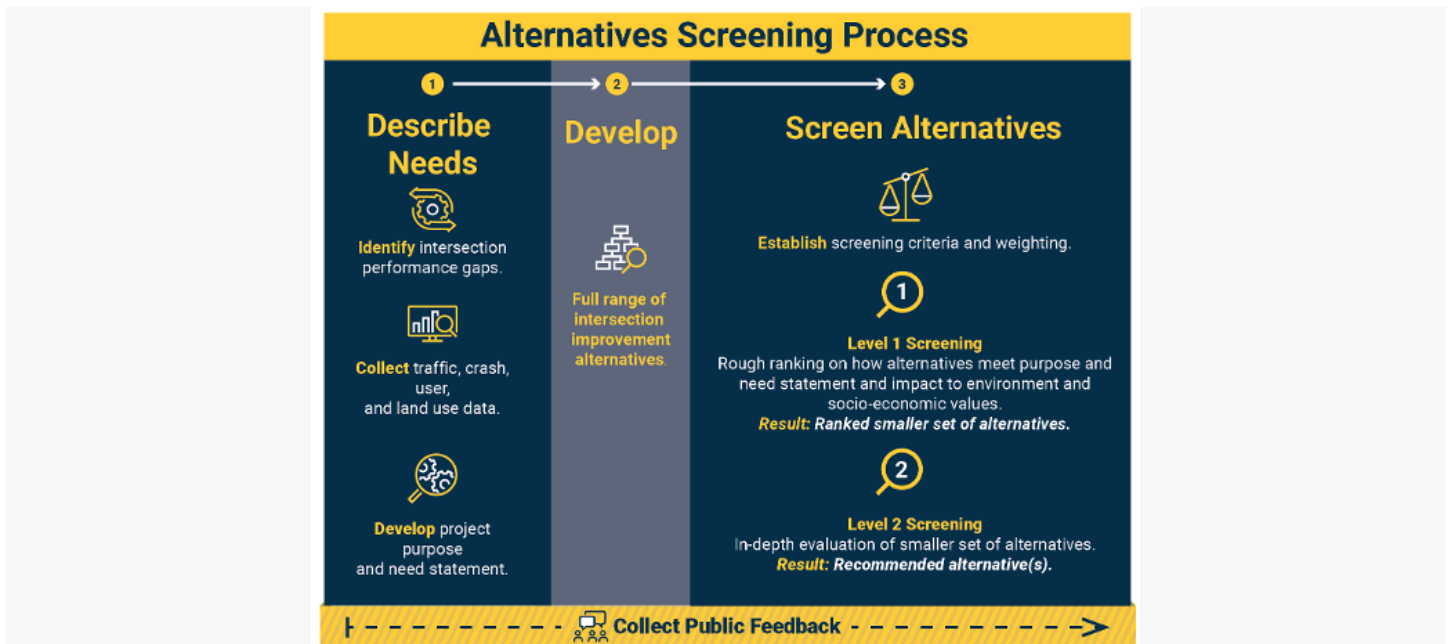 Alternatives Screening Process
1
2
3
Describe
Needs
Identify intersection
performance gaps.
Collect traffic, crash,
user,
and land use data.
Develop project
purpose
and need statement.
Develop
Full range of
intersection
improvement
alternatives.
Screen Alternatives
Establish screening criteria and weighting.
1
Level 1 Screening
Rough ranking on how alternatives meet purpose and
need statement and impact to environment and
socio-economic values.
Result: Ranked smaller set of alternatives.
2
Level 2 Screening
In-depth evaluation of smaller set of alternatives.
Result: Recommended alternative(s).
Collect Public Feedback